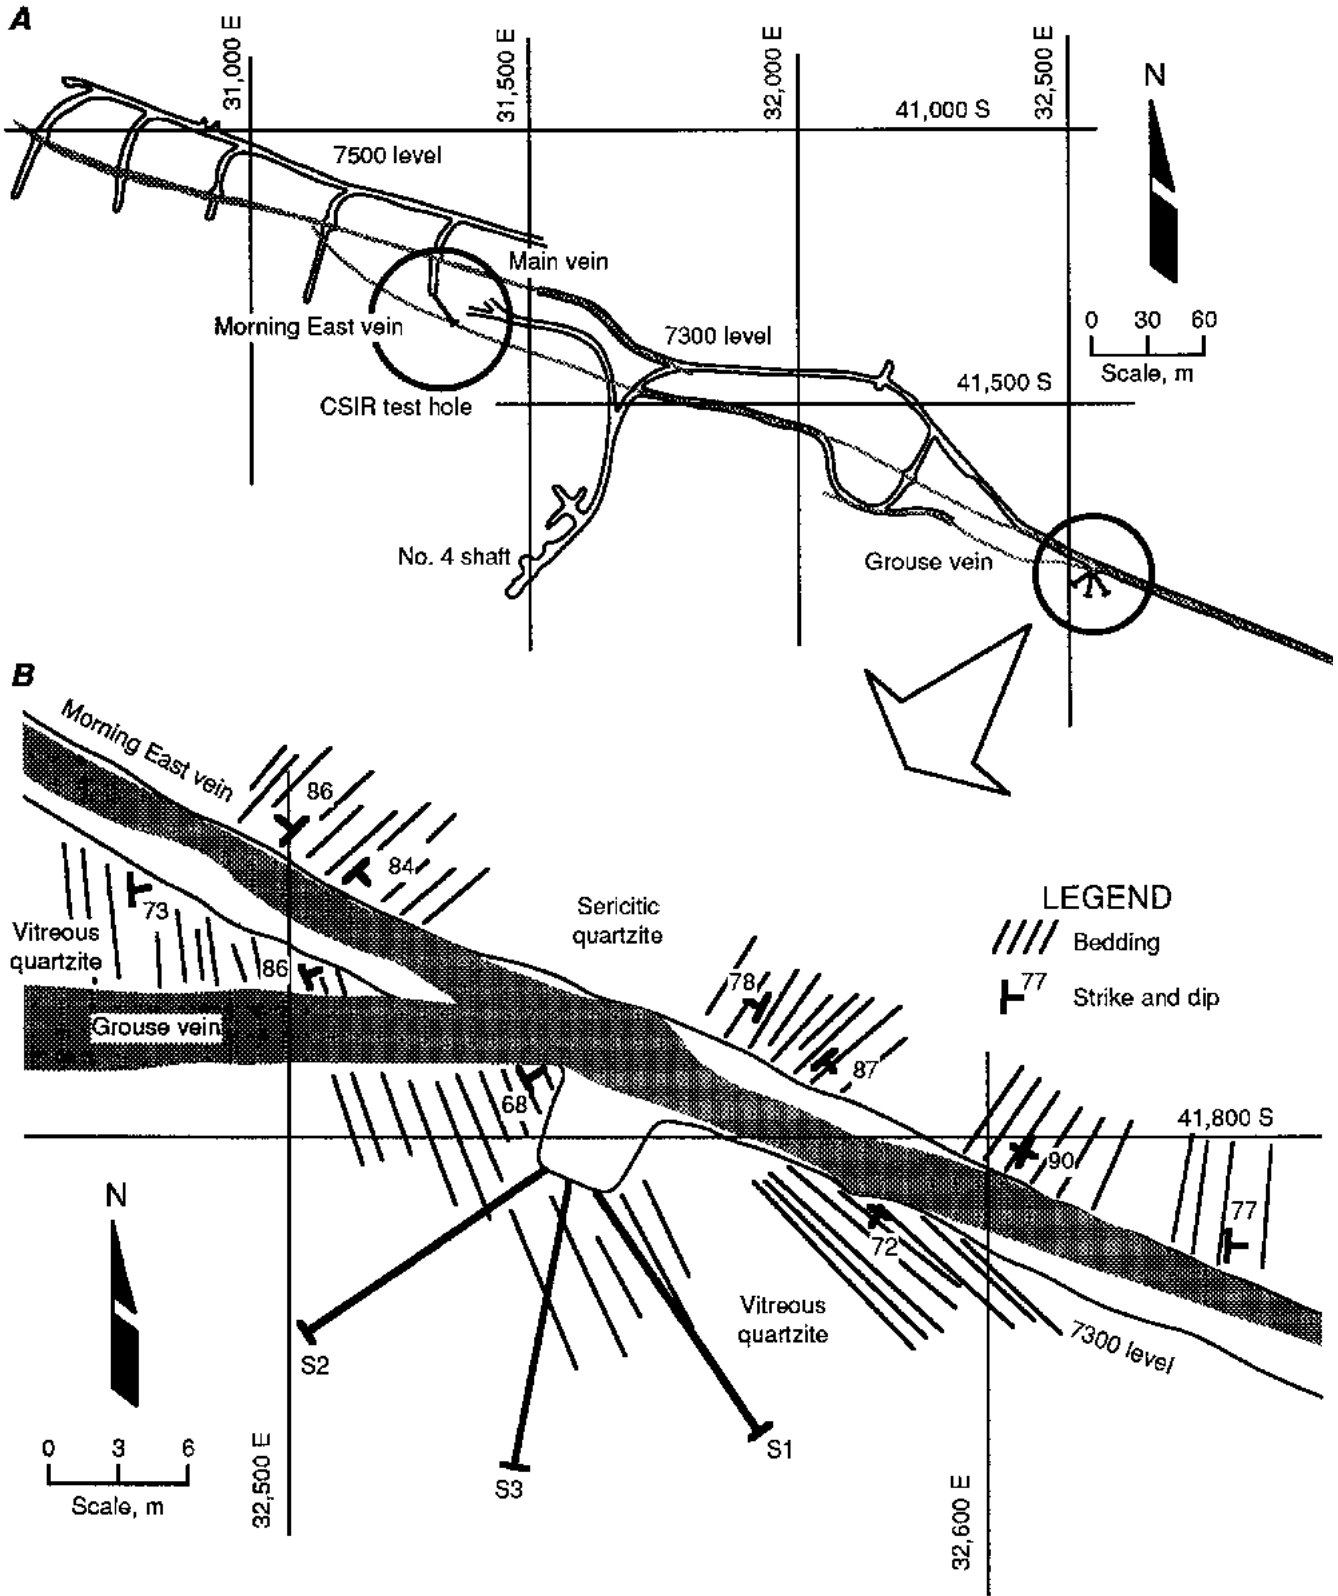 A
31,000 E
31,500 E
32,000 E
32,500 E
41,000 S
N
7500 level
Main vein
Morning East vein
7300 level
0 30 60
Scale, m
41,500 S
CSIR test hole
No. 4 shaft
Grouse vein
B
Morning East vein
86
84
Sericitic
quartzite
LEGEND
Bedding
77
Strike and dip
73
Vitreous
quartzite
86
78
Grouse vein
87
68
41,800 S
90
N
77
72
Vitreous
quartzite
7300 level
S2
S1
S3
0 3 6
Scale, m
32,500 E
32,600 E